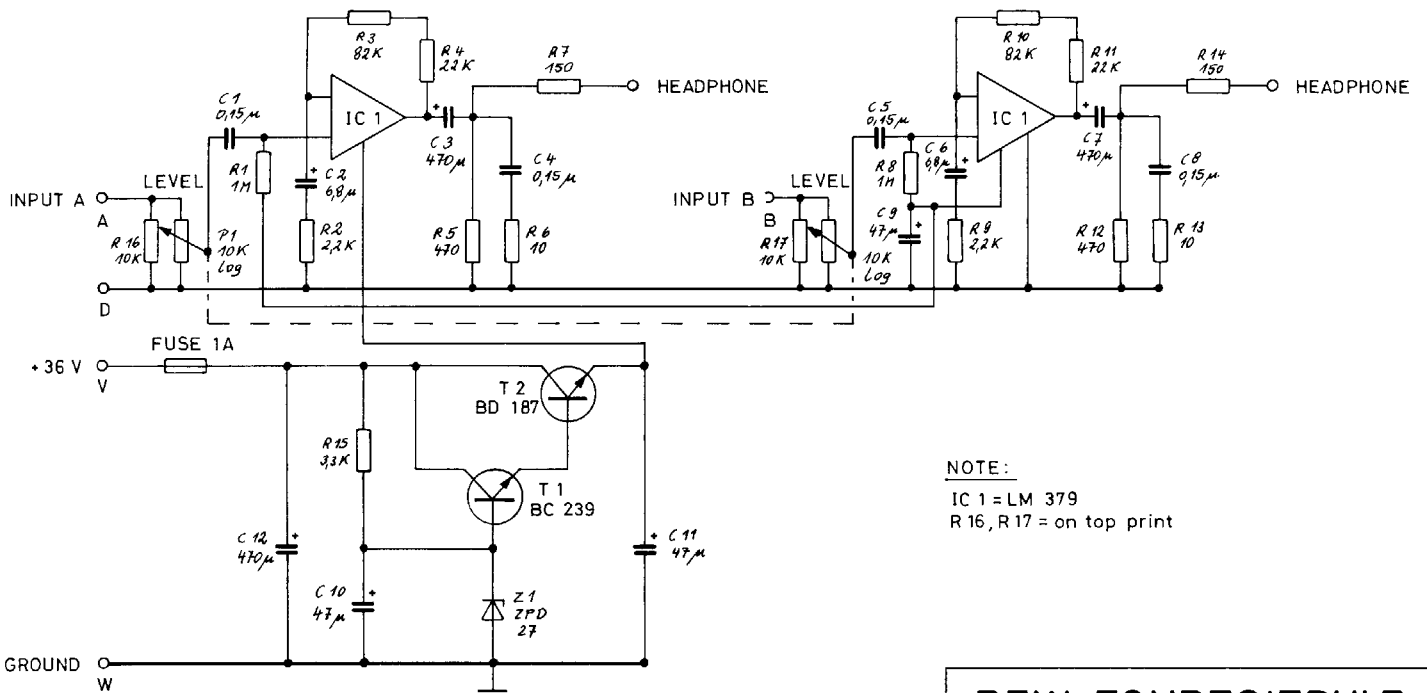 R 3
82K
R 4
22K
R 7
150
HEADPHONE
C 1
0,15µ
IC 1
C 3
470µ
R1
1M
C 2
6,8µ
C 4
0,15µ
INPUT A
A
LEVEL
R 16
10K
P1
10K
log
R 2
2,2K
R 5
470
R 6
10
D
R 10
82K
R 11
22K
R 14
150
HEADPHONE
C 5
0,15µ
IC 1
C 7
470µ
R 8
1M
C 6
6,8µ
C 8
0,15µ
INPUT B
B
LEVEL
R 17
10K
10K
Log
C 9
47µ
R 9
2,2K
R 12
470
R 13
10
+36 V
V
FUSE 1A
T 2
BD 187
R15
3,3K
T 1
BC 239
C 12
470µ
C 10
47µ
Z1
ZPD
27
C 11
47µ
GROUND
W
NOTE:
IC 1 = LM 379
R 16, R 17 = on top print